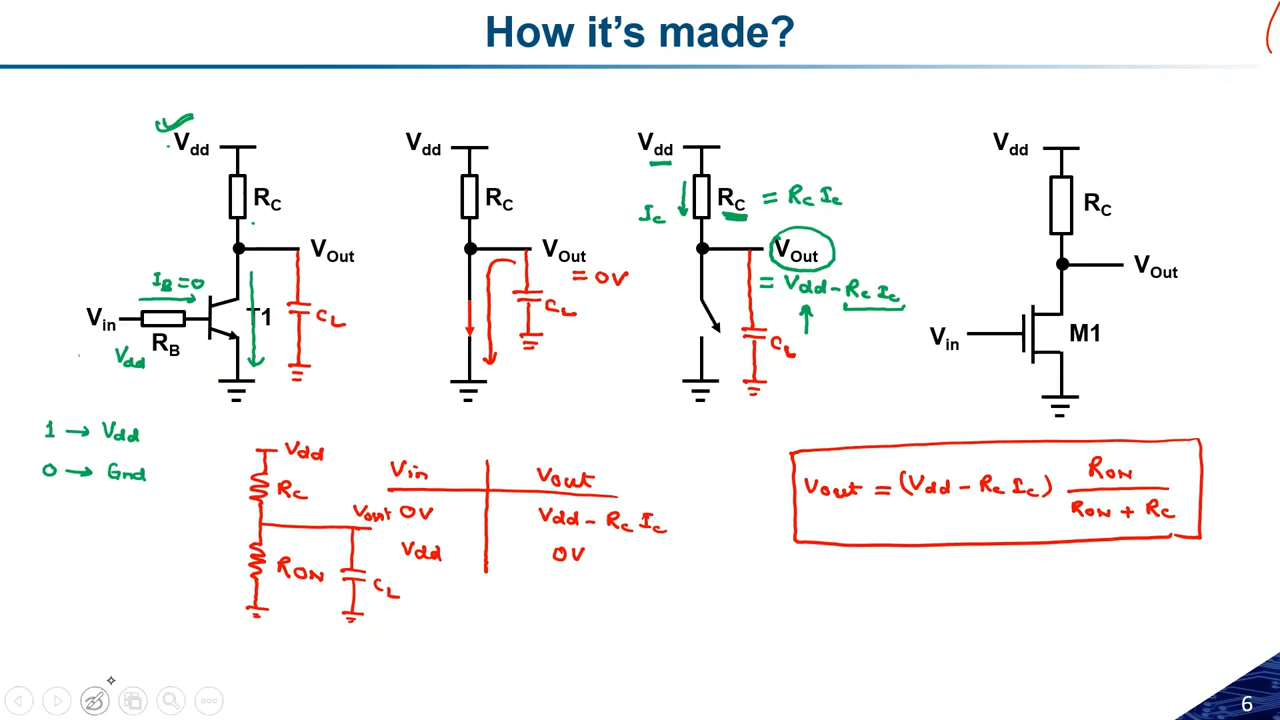 How it's made?
Vdd
RC
VOut
IB=0
Vin
RB
T1
CL
Vdd
1 → Vdd
0 → Gnd
Vdd
RC
VOut
= 0V
CL
Vdd
Ic
RC = Rc Ic
VOut
= Vdd - Rc Ic
CL
Vdd
RC
VOut
Vin
M1
Vdd
Rc
Vout
RON
CL
Vin Vout
0V Vdd - Rc Ic
Vdd 0V
Vout = (Vdd - Rc Ic) RON / RON + Rc
6